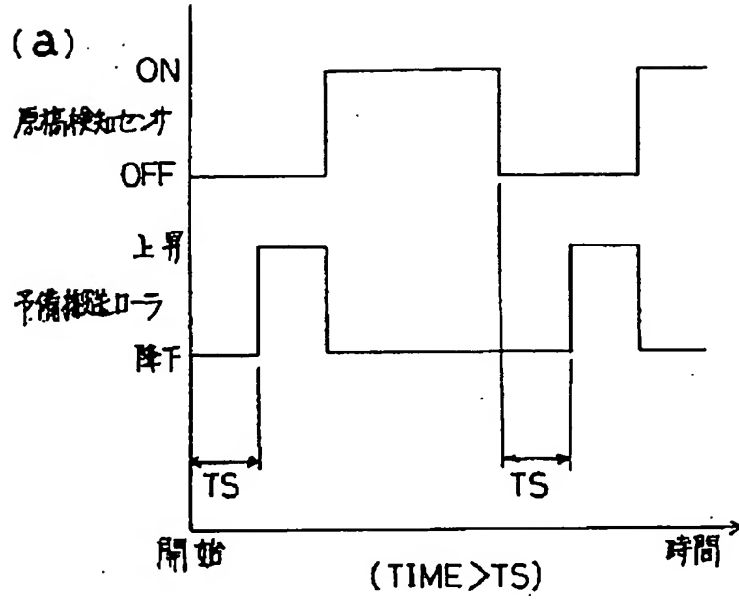 (a)
ON
原稿検知センサ
OFF
上昇
予備搬送ローラ
降下
TS
TS
開始
時間
(TIME>TS)